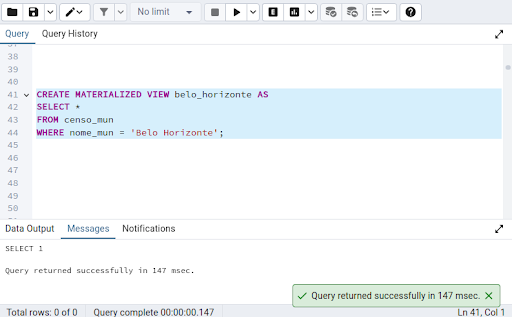 No limit
Query Query History
37
38
39
40
41 CREATE MATERIALIZED VIEW belo_horizonte AS
42 SELECT *
43 FROM censo_mun
44 WHERE nome_mun = 'Belo Horizonte';
45
46
47
48
49
50
Data Output Messages Notifications
SELECT 1
Query returned successfully in 147 msec.
Query returned successfully in 147 msec.
Total rows: 0 of 0 Query complete 00:00:00.147 Ln 41, Col 1